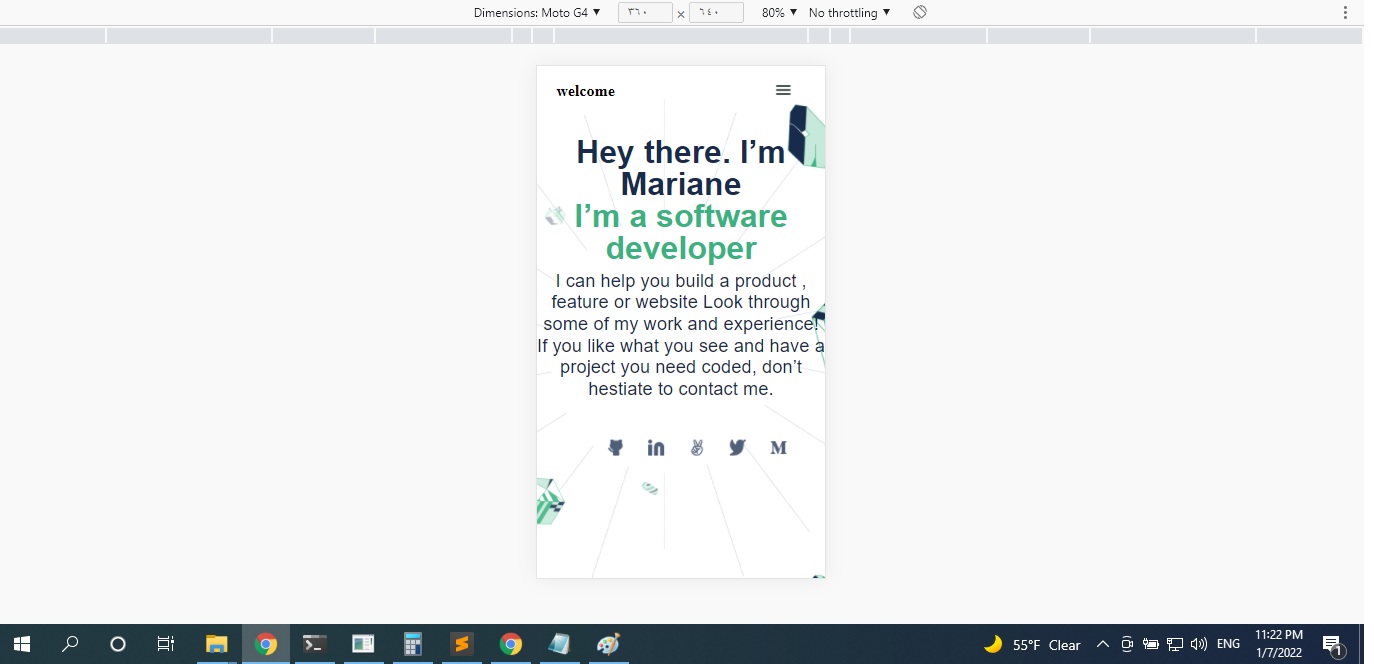 Dimensions: Moto G4 ▼ ٣٦٠ × ٦٤٠ 80% ▼ No throttling ▼
welcome
Hey there. I’m
Mariane
I’m a software
developer
I can help you build a product ,
feature or website Look through
some of my work and experience!
If you like what you see and have a
project you need coded, don’t
hestiate to contact me.
in M
55°F Clear ENG 11:22 PM
1/7/2022
1